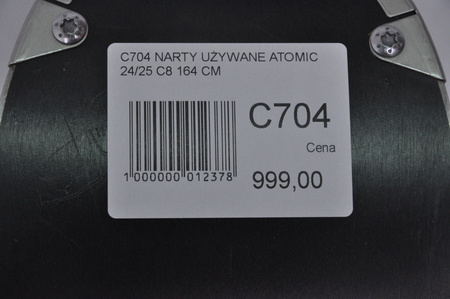 C704 NARTY UŻYWANE ATOMIC
24/25 C8 164 CM
C704
Cena
999,00
1 000000 012378